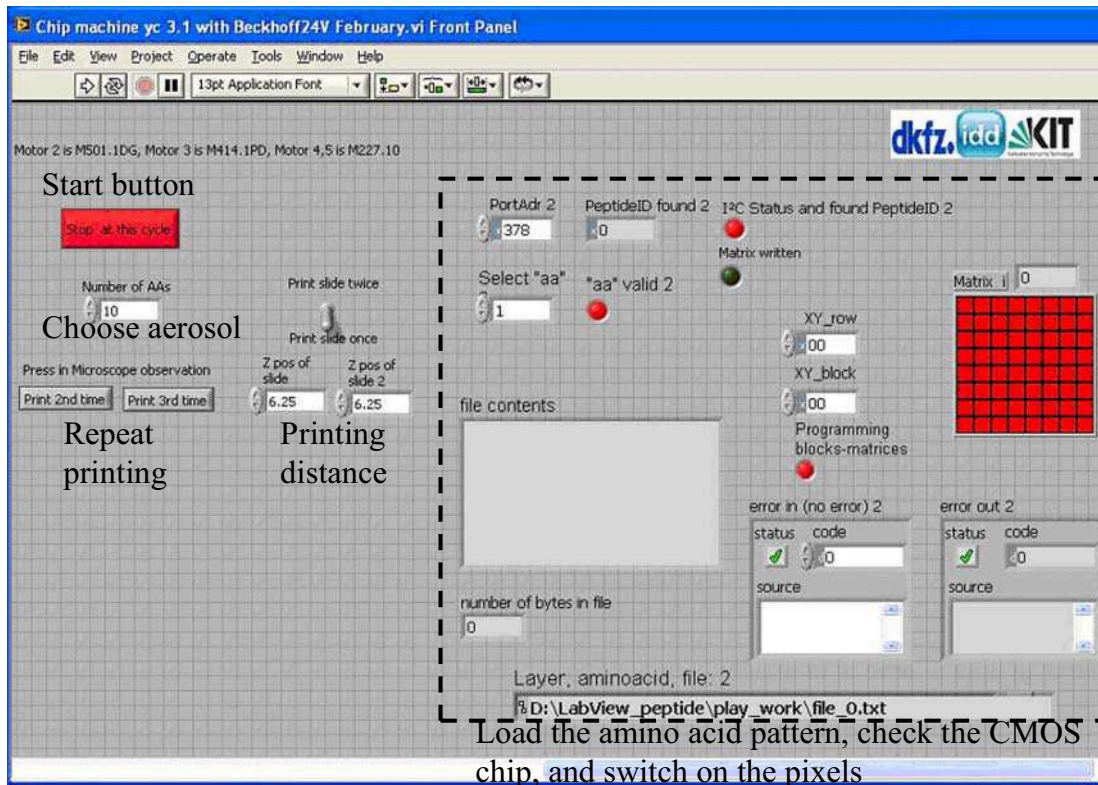 Chip machine yc 3.1 with Beckhoff24V February.vi Front Panel
File Edit View Project Operate Tools Window Help
13pt Application Font
dkfz. idd KIT
Motor 2 is M501.1DG, Motor 3 is M414.1PD, Motor 4,5 is M227.10
Start button
Stop at this cycle
Number of AAs
10
Choose aerosol
Print slide twice
Print slide once
Press in Microscope observation
Print 2nd time Print 3rd time
Z pos of slide
6.25
Z pos of slide 2
6.25
Repeat
printing
Printing
distance
PortAdr 2
378
PeptideID found 2
0
I²C Status and found PeptideID 2
Matrix written
Select "aa"
1
"aa" valid 2
Matrix_i 0
XY_row
00
XY_block
00
Programming
blocks-matrices
file contents
error in (no error) 2
status code
0
source
error out 2
status code
0
source
number of bytes in file
0
Layer, aminoacid, file: 2
D:\LabView_peptide\play_work\file_0.txt
Load the amino acid pattern, check the CMOS
chip, and switch on the pixels